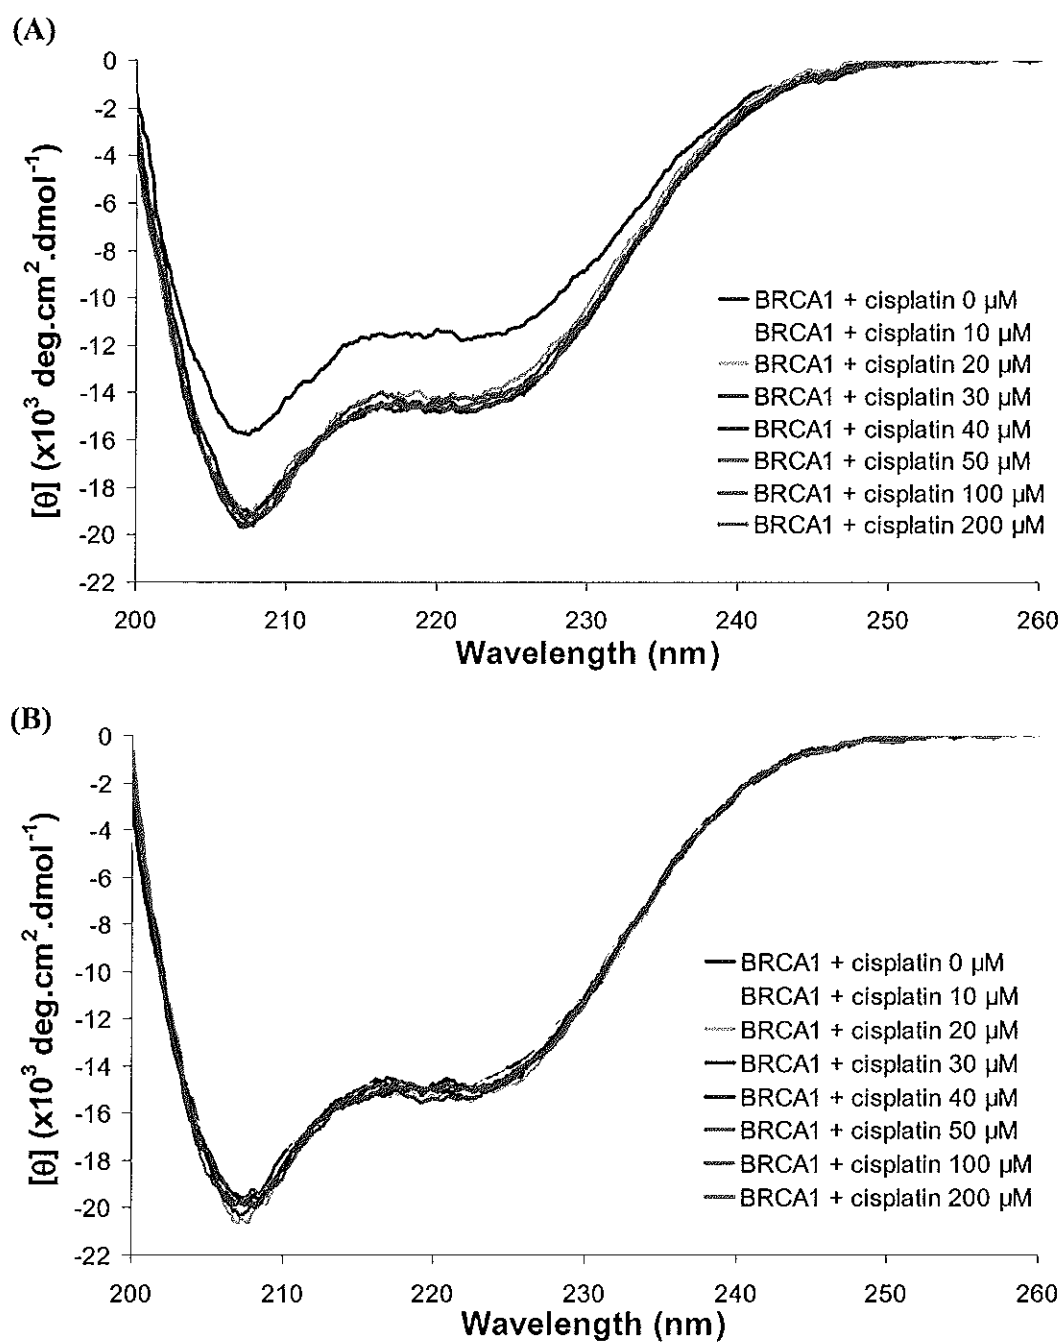 (A)
0
-2
-4
-6
-8
-10
-12
-14
-16
-18
-20
-22
[θ] (x10³ deg.cm².dmol⁻¹)
BRCA1 + cisplatin 0 µM
BRCA1 + cisplatin 10 µM
BRCA1 + cisplatin 20 µM
BRCA1 + cisplatin 30 µM
BRCA1 + cisplatin 40 µM
BRCA1 + cisplatin 50 µM
BRCA1 + cisplatin 100 µM
BRCA1 + cisplatin 200 µM
200 210 220 230 240 250 260
Wavelength (nm)
(B)
0
-2
-4
-6
-8
-10
-12
-14
-16
-18
-20
-22
[θ] (x10³ deg.cm².dmol⁻¹)
BRCA1 + cisplatin 0 µM
BRCA1 + cisplatin 10 µM
BRCA1 + cisplatin 20 µM
BRCA1 + cisplatin 30 µM
BRCA1 + cisplatin 40 µM
BRCA1 + cisplatin 50 µM
BRCA1 + cisplatin 100 µM
BRCA1 + cisplatin 200 µM
200 210 220 230 240 250 260
Wavelength (nm)